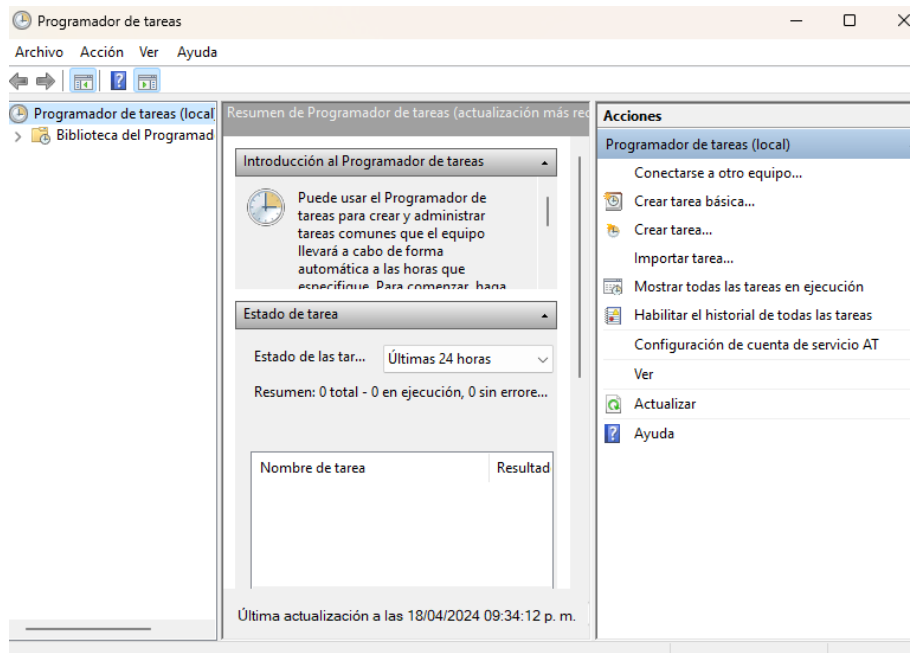 Programador de tareas
Archivo Acción Ver Ayuda
Programador de tareas (local
Biblioteca del Programad
Resumen de Programador de tareas (actualización más rec
Introducción al Programador de tareas
Puede usar el Programador de
tareas para crear y administrar
tareas comunes que el equipo
llevará a cabo de forma
automática a las horas que
especifique. Para comenzar, haga
Estado de tarea
Estado de las tar... Últimas 24 horas
Resumen: 0 total - 0 en ejecución, 0 sin errore...
Nombre de tarea Resultad
Última actualización a las 18/04/2024 09:34:12 p. m.
Acciones
Programador de tareas (local)
Conectarse a otro equipo...
Crear tarea básica...
Crear tarea...
Importar tarea...
Mostrar todas las tareas en ejecución
Habilitar el historial de todas las tareas
Configuración de cuenta de servicio AT
Ver
Actualizar
Ayuda